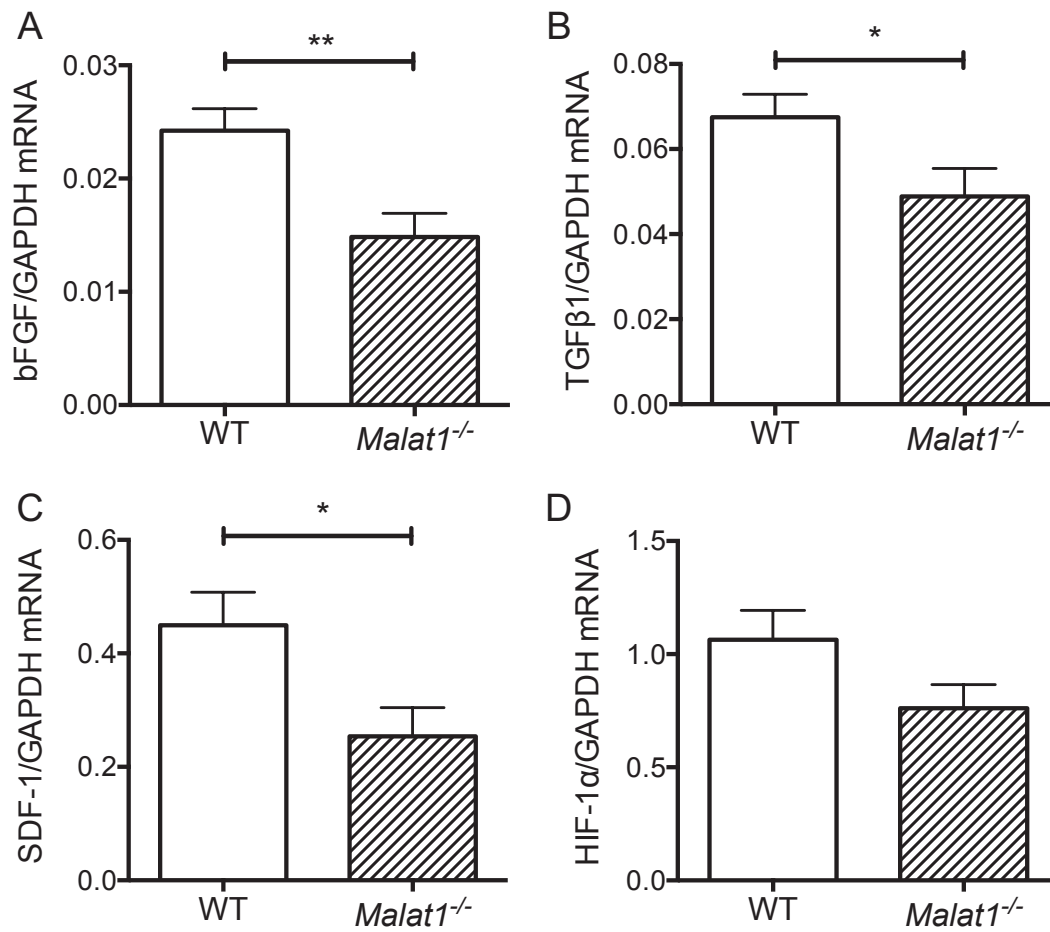 A
bFGF/GAPDH mRNA
0.03
0.02
0.01
0.00
**
WT
Malat1-/-
B
TGFβ1/GAPDH mRNA
0.08
0.06
0.04
0.02
0.00
*
WT
Malat1-/-
C
SDF-1/GAPDH mRNA
0.6
0.4
0.2
0.0
*
WT
Malat1-/-
D
HIF-1α/GAPDH mRNA
1.5
1.0
0.5
0.0
WT
Malat1-/-